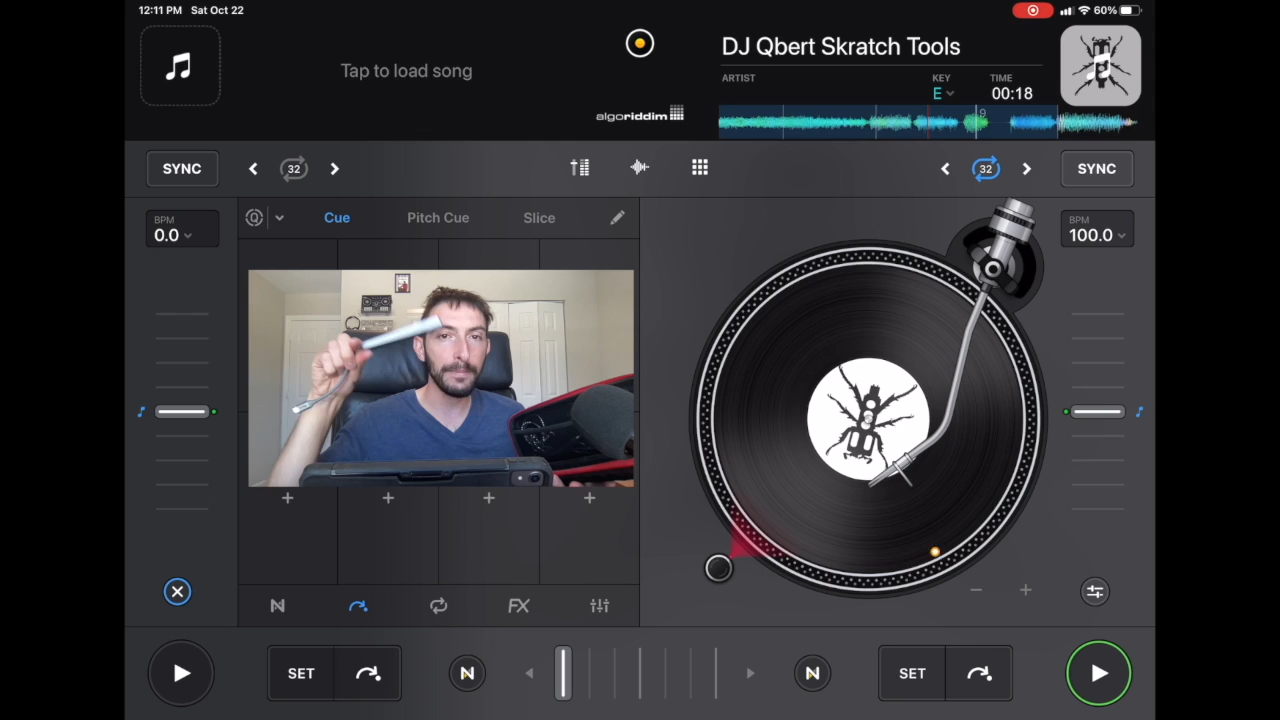 12:11 PM Sat Oct 22
60%
Tap to load song
algoriddim
DJ Qbert Skratch Tools
ARTIST
KEY
E
TIME
00:18
9
SYNC
32
32
SYNC
BPM
0.0
Cue
Pitch Cue
Slice
BPM
100.0
FX
SET
N
N
SET